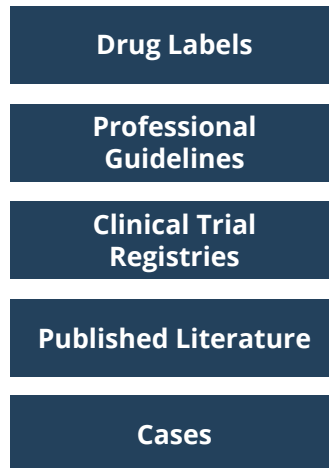 Drug Labels
Professional
Guidelines
Clinical Trial
Registries
Published Literature
Cases